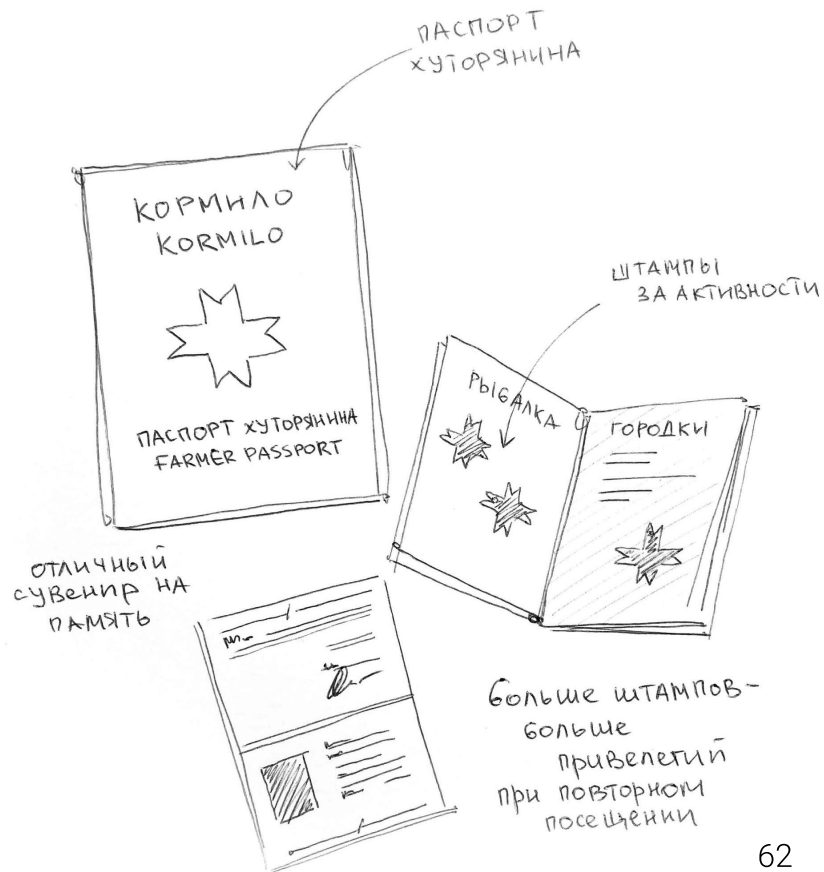 ПАСПОРТ
ХУТОРЯНИНА
КОРМИЛО
KORMILO
ПАСПОРТ ХУТОРЯНИНА
FARMER PASSPORT
ШТАМПЫ
ЗА АКТИВНОСТИ
РЫБАЛКА
ГОРОДКИ
ОТЛИЧНЫЙ
СУВЕНИР НА
ПАМЯТЬ
БОЛЬШЕ ШТАМПОВ-
БОЛЬШЕ
ПРИВЕЛЕГИЙ
ПРИ ПОВТОРНОМ
ПОСЕЩЕНИИ
62